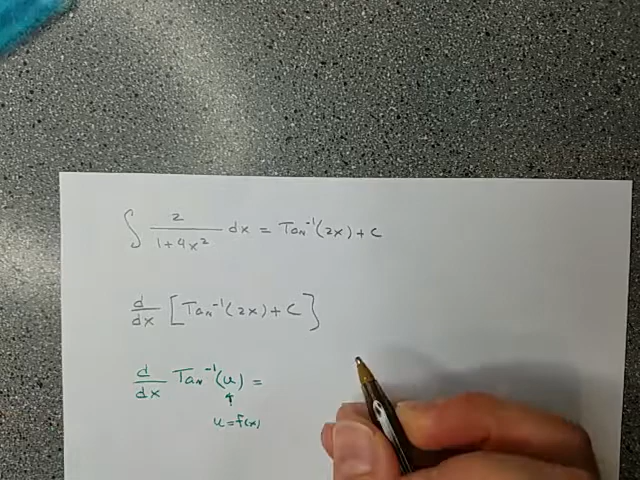 ∫ 2/(1+4x²) dx = Tan⁻¹(2x)+C
d/dx [Tan⁻¹(2x)+C]
d/dx Tan⁻¹(u) =
u=f(x)